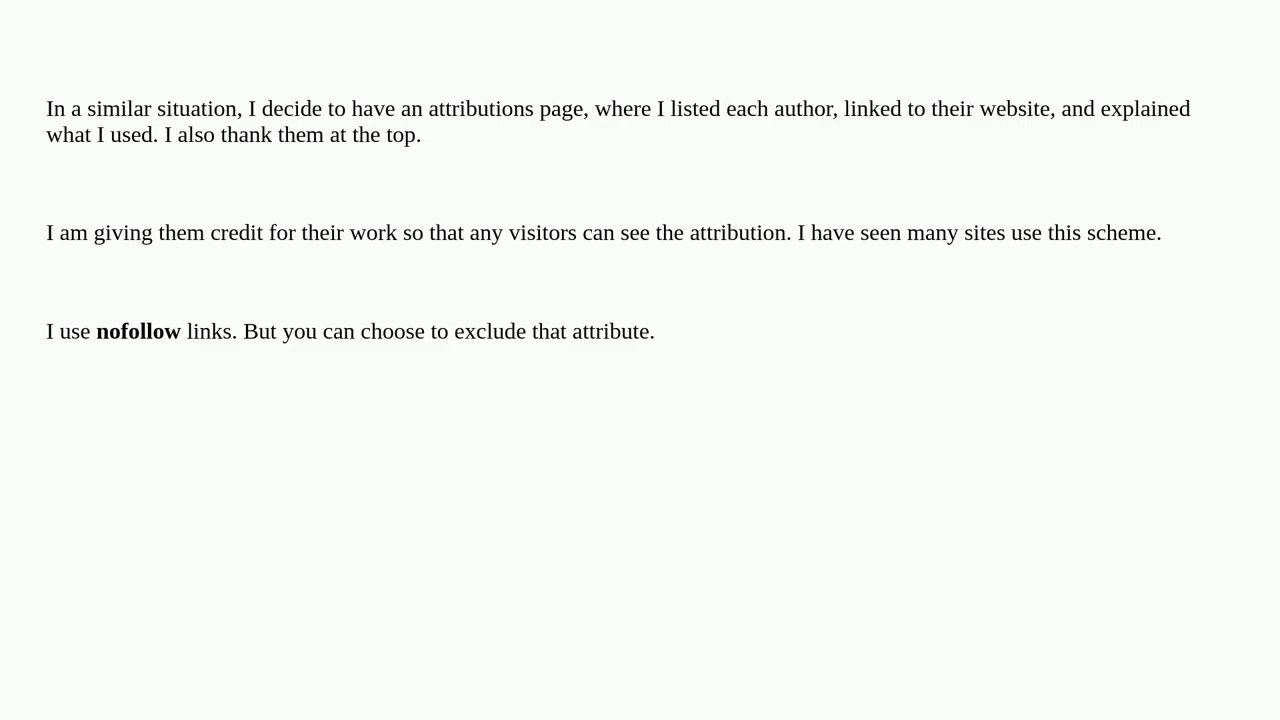 In a similar situation, I decide to have an attributions page, where I listed each author, linked to their website, and explained
what I used. I also thank them at the top.
I am giving them credit for their work so that any visitors can see the attribution. I have seen many sites use this scheme.
I use nofollow links. But you can choose to exclude that attribute.